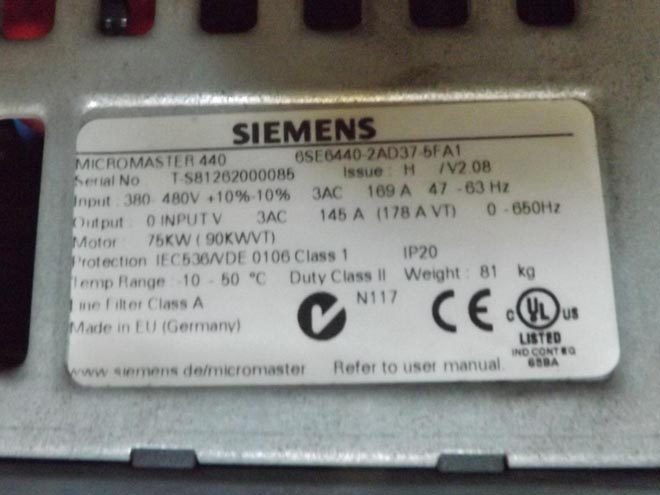 SIEMENS
MICROMASTER 440 6SE6440-2AD37-5FA1
Serial No T-S81262000085 Issue : H /V2.08
Input : 380- 480V +10%-10% 3AC 169 A 47 - 63 Hz
Output : 0 INPUT V 3AC 145 A (178 A VT) 0 - 650Hz
Motor : 75KW ( 90KWVT)
Protection IEC536/VDE 0106 Class 1 IP20
Temp Range : -10 - 50 °C Duty Class II Weight : 81 kg
Line Filter Class A N117 CE c UL US
Made in EU (Germany) LISTED
IND CONT EQ
68BA
www.siemens.de/micromaster Refer to user manual.